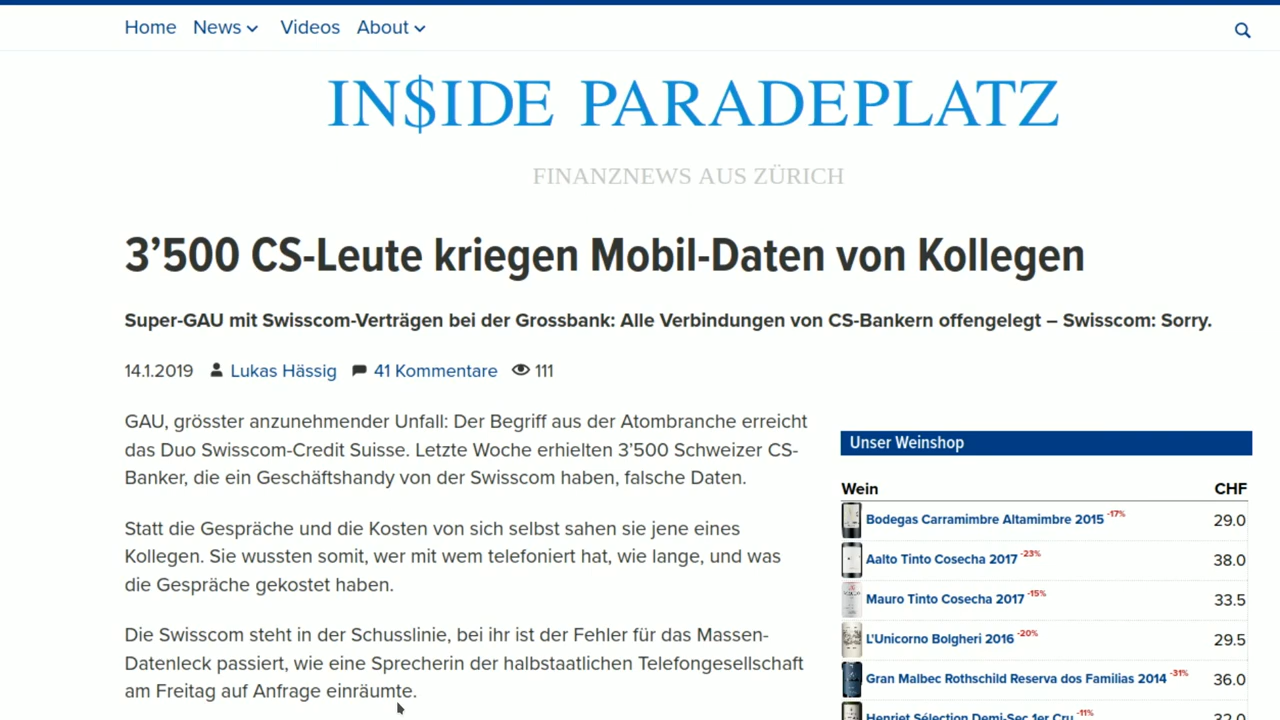 Home News Videos About
IN$IDE PARADEPLATZ
FINANZNEWS AUS ZÜRICH
3’500 CS-Leute kriegen Mobil-Daten von Kollegen
Super-GAU mit Swisscom-Verträgen bei der Grossbank: Alle Verbindungen von CS-Bankern offengelegt – Swisscom: Sorry.
14.1.2019 Lukas Hässig 41 Kommentare 111
GAU, grösster anzunehmender Unfall: Der Begriff aus der Atombranche erreicht
das Duo Swisscom-Credit Suisse. Letzte Woche erhielten 3’500 Schweizer CS-
Banker, die ein Geschäftshandy von der Swisscom haben, falsche Daten.
Statt die Gespräche und die Kosten von sich selbst sahen sie jene eines
Kollegen. Sie wussten somit, wer mit wem telefoniert hat, wie lange, und was
die Gespräche gekostet haben.
Die Swisscom steht in der Schusslinie, bei ihr ist der Fehler für das Massen-
Datenleck passiert, wie eine Sprecherin der halbstaatlichen Telefongesellschaft
am Freitag auf Anfrage einräumte.
Unser Weinshop
Wein CHF
Bodegas Carramimbre Altamimbre 2015 -17% 29.0
Aalto Tinto Cosecha 2017 -23% 38.0
Mauro Tinto Cosecha 2017 -15% 33.5
L'Unicorno Bolgheri 2016 -20% 29.5
Gran Malbec Rothschild Reserva dos Familias 2014 -31% 36.0
Henriet Sélection Demi-Sec 1er Cru -11% 32.0